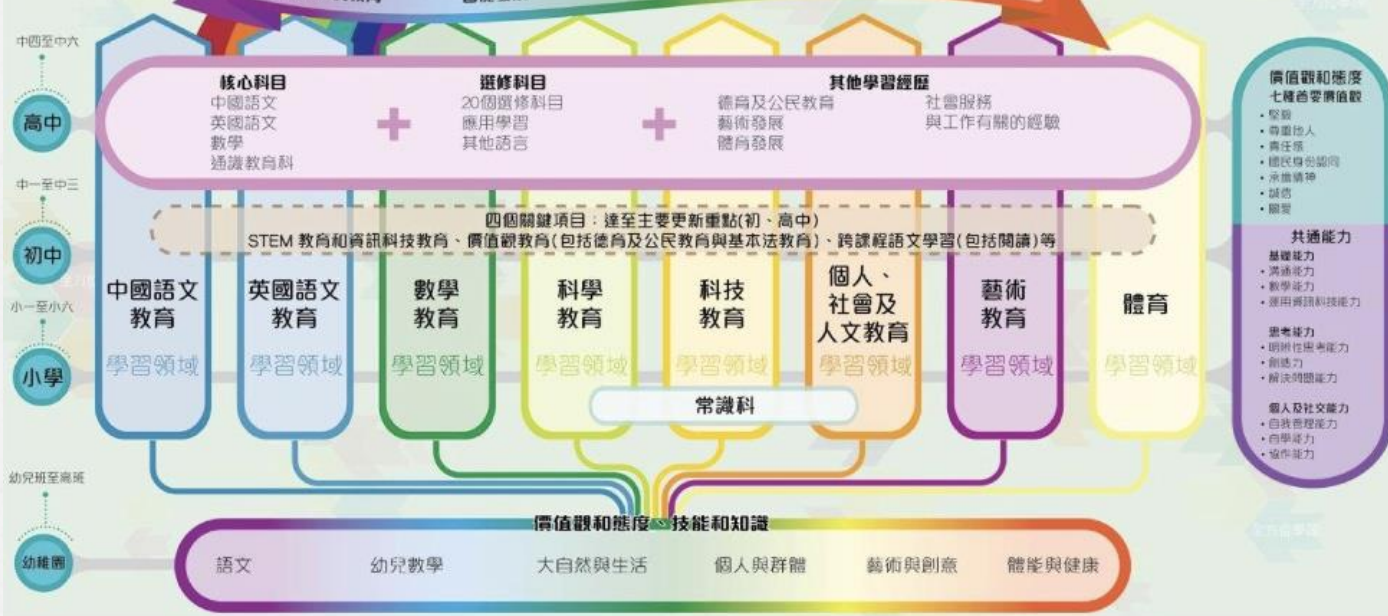 中四至中六
高中
中一至中三
初中
小一至小六
小學
幼兒班至高班
幼稚園
核心科目
中國語文
英國語文
數學
通識教育科
+
選修科目
20個選修科目
應用學習
其他語言
+
其他學習經歷
德育及公民教育
藝術發展
體育發展
社會服務
與工作有關的經驗
四個關鍵項目：達至主要更新重點(初、高中)
STEM 教育和資訊科技教育、價值觀教育(包括德育及公民教育與基本法教育)、跨課程語文學習(包括閱讀)等
中國語文
教育
學習領域
英國語文
教育
學習領域
數學
教育
學習領域
科學
教育
學習領域
科技
教育
學習領域
個人、
社會及
人文教育
學習領域
藝術
教育
學習領域
體育
學習領域
常識科
價值觀和態度、技能和知識
語文
幼兒數學
大自然與生活
個人與群體
藝術與創意
體能與健康
價值觀和態度
七種首要價值觀
• 堅毅
• 尊重他人
• 責任感
• 國民身份認同
• 承擔精神
• 誠信
• 關愛
共通能力
基礎能力
• 溝通能力
• 數學能力
• 運用資訊科技能力
思考能力
• 明辨性思考能力
• 創造力
• 解決問題能力
個人及社交能力
• 自我管理能力
• 自學能力
• 協作能力